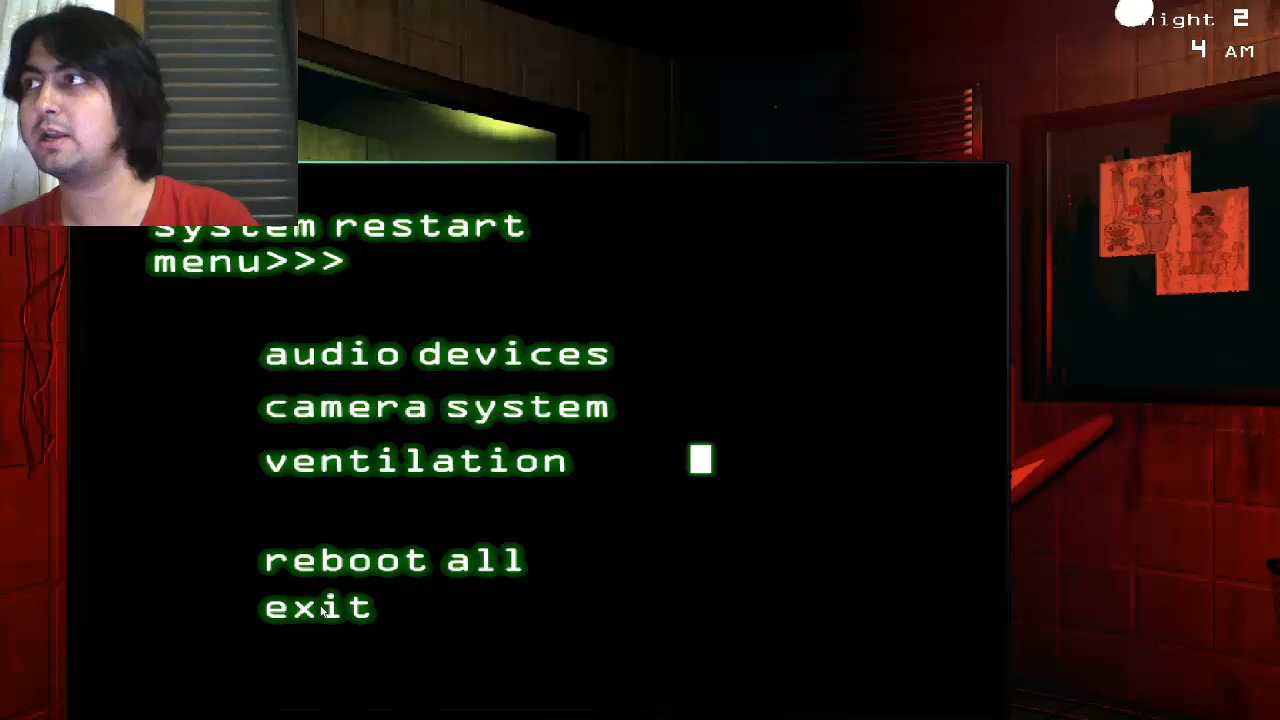 night 2
4 AM
system restart
menu>>>
audio devices
camera system
ventilation
reboot all
exit